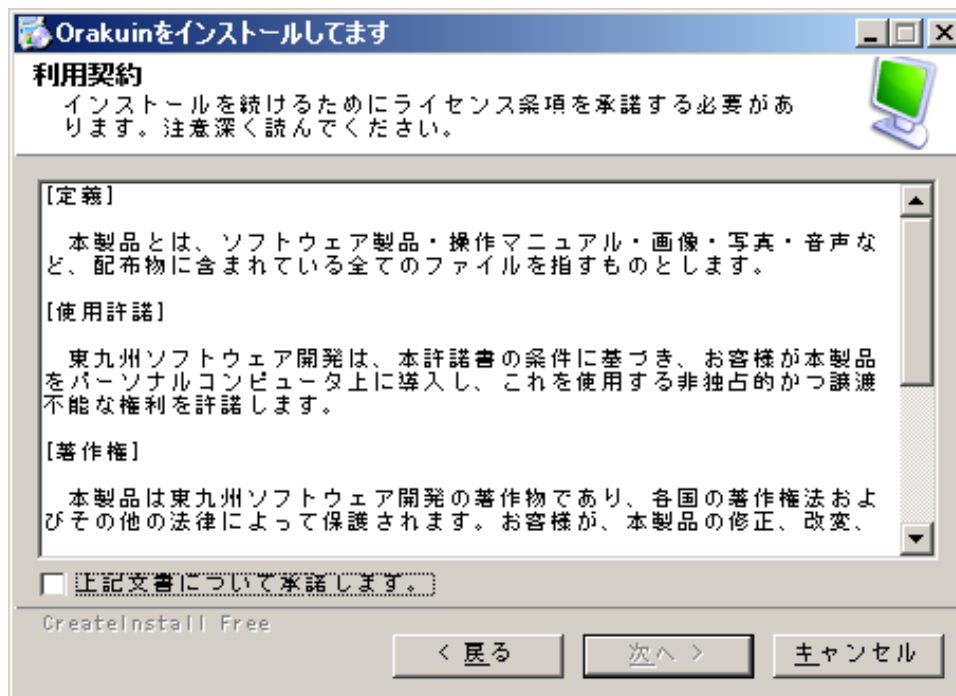 Orakuinをインストールしてます
利用契約
インストールを続けるためにライセンス条項を承諾する必要があ
ります。注意深く読んでください。
[定義]
本製品とは、ソフトウェア製品・操作マニュアル・画像・写真・音声な
ど、配布物に含まれている全てのファイルを指すものとします。
[使用許諾]
東九州ソフトウェア開発は、本許諾書の条件に基づき、お客様が本製品
をパーソナルコンピュータ上に導入し、これを使用する非独占的かつ譲渡
不能な権利を許諾します。
[著作権]
本製品は東九州ソフトウェア開発の著作物であり、各国の著作権法およ
びその他の法律によって保護されます。お客様が、本製品の修正、改変、
上記文書について承諾します。
CreateInstall Free
< 戻る
次へ >
キャンセル